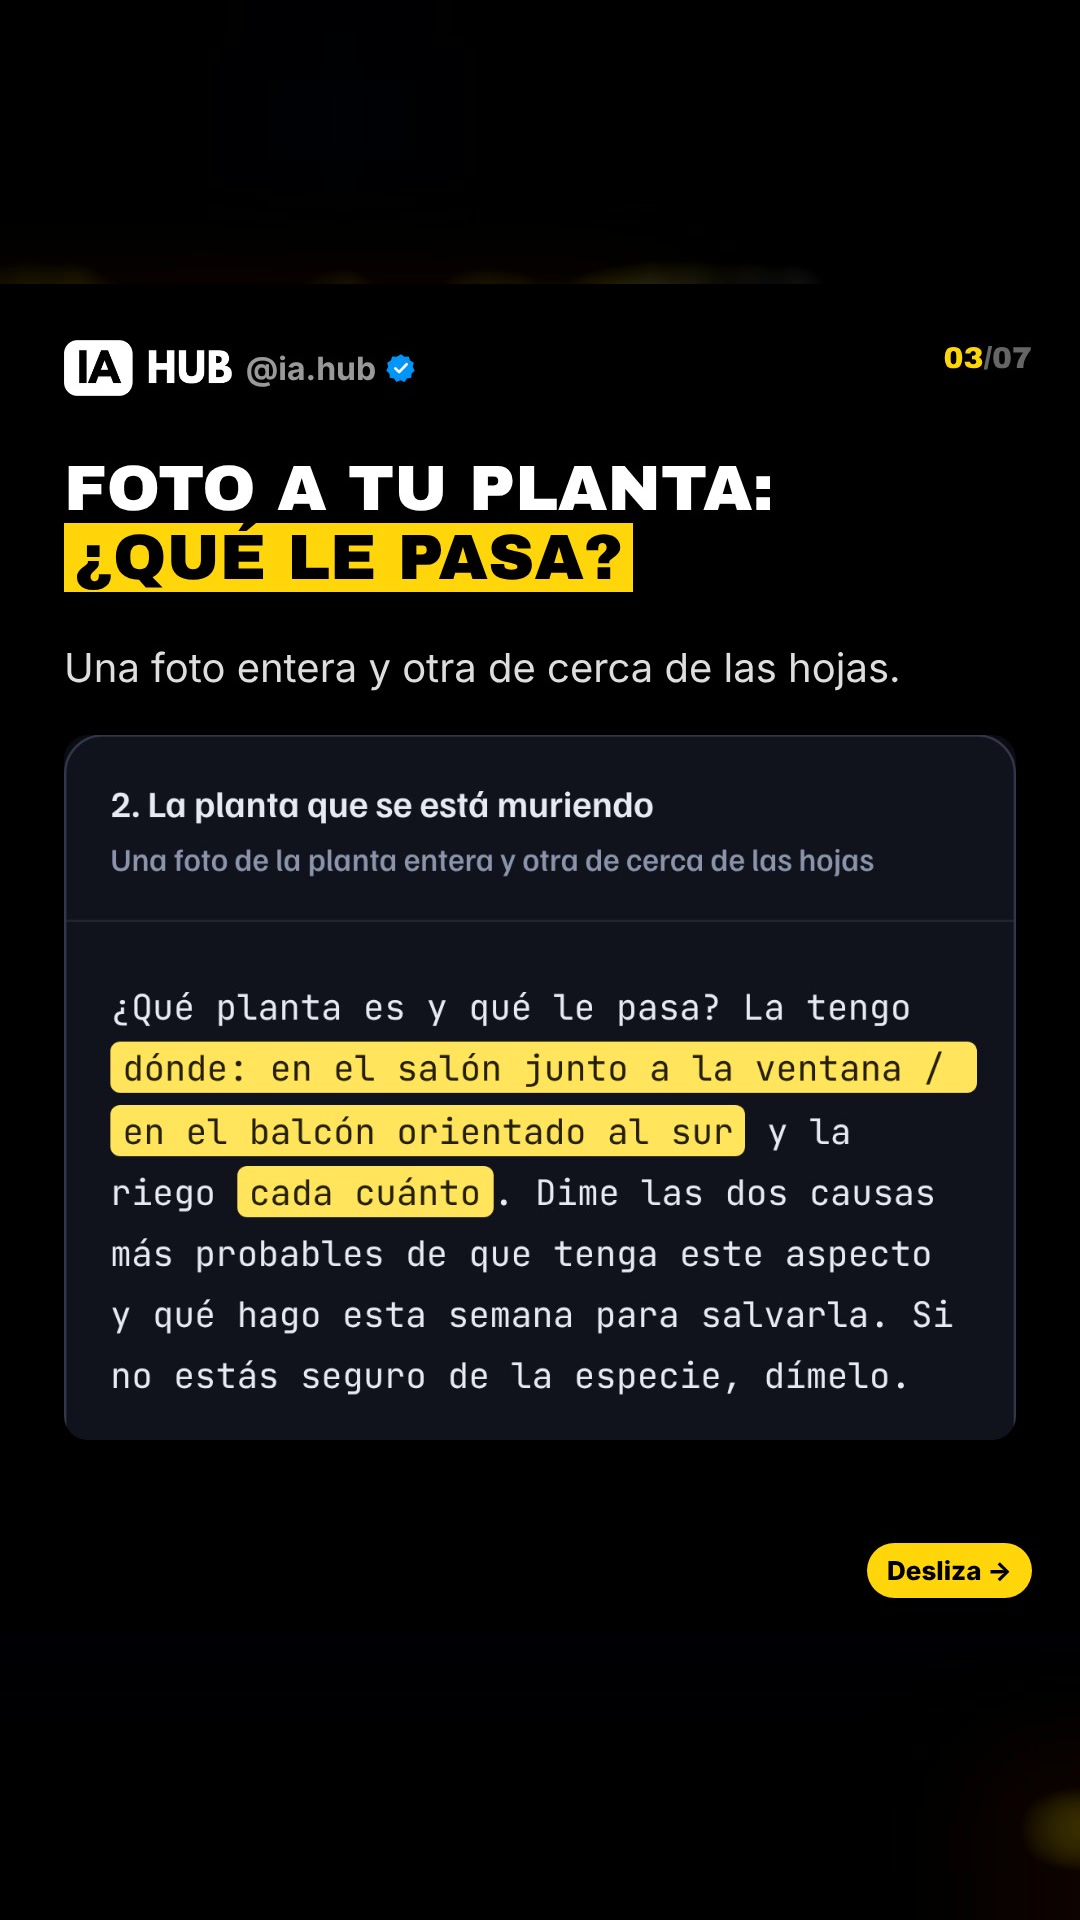 IA HUB @ia.hub
03/07
FOTO A TU PLANTA:
¿QUÉ LE PASA?
Una foto entera y otra de cerca de las hojas.
2. La planta que se está muriendo
Una foto de la planta entera y otra de cerca de las hojas
¿Qué planta es y qué le pasa? La tengo
dónde: en el salón junto a la ventana /
en el balcón orientado al sur y la
riego cada cuánto. Dime las dos causas
más probables de que tenga este aspecto
y qué hago esta semana para salvarla. Si
no estás seguro de la especie, dímelo.
Desliza →